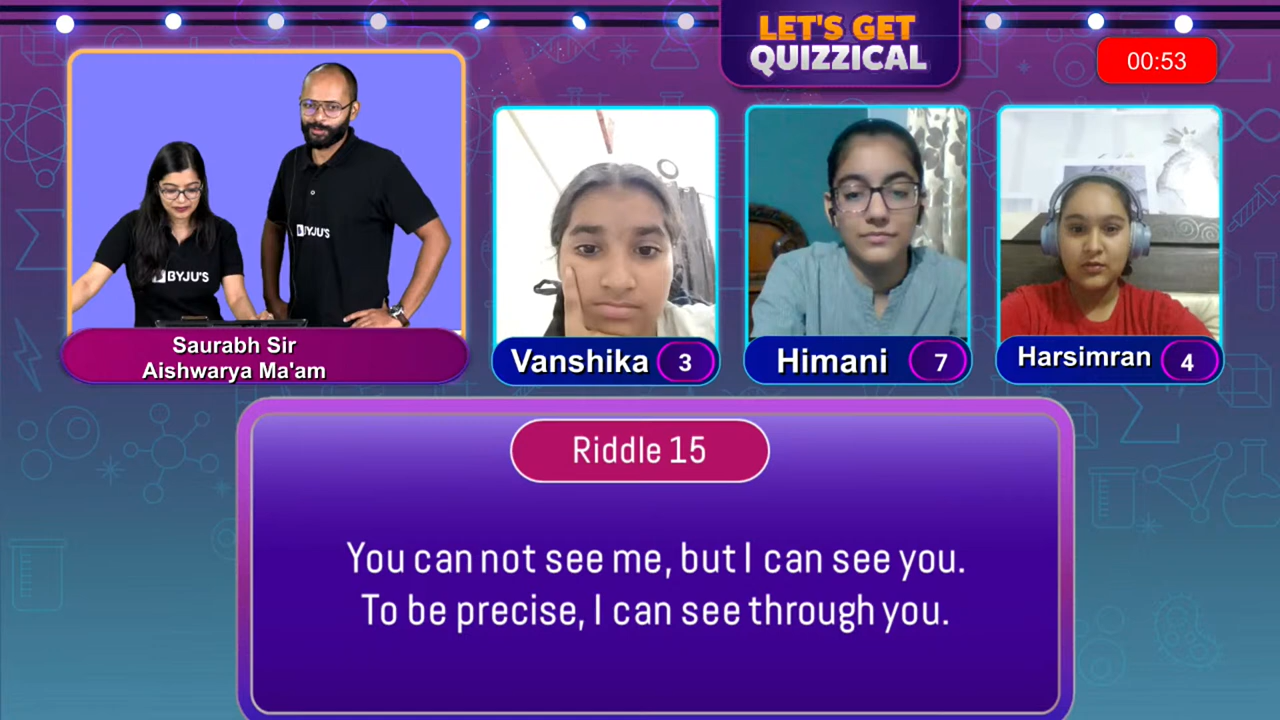 LET'S GET
QUIZZICAL
00:53
BYJU'S
BYJU'S
Saurabh Sir
Aishwarya Ma'am
Vanshika 3
Himani 7
Harsimran 4
Riddle 15
You can not see me, but I can see you.
To be precise, I can see through you.